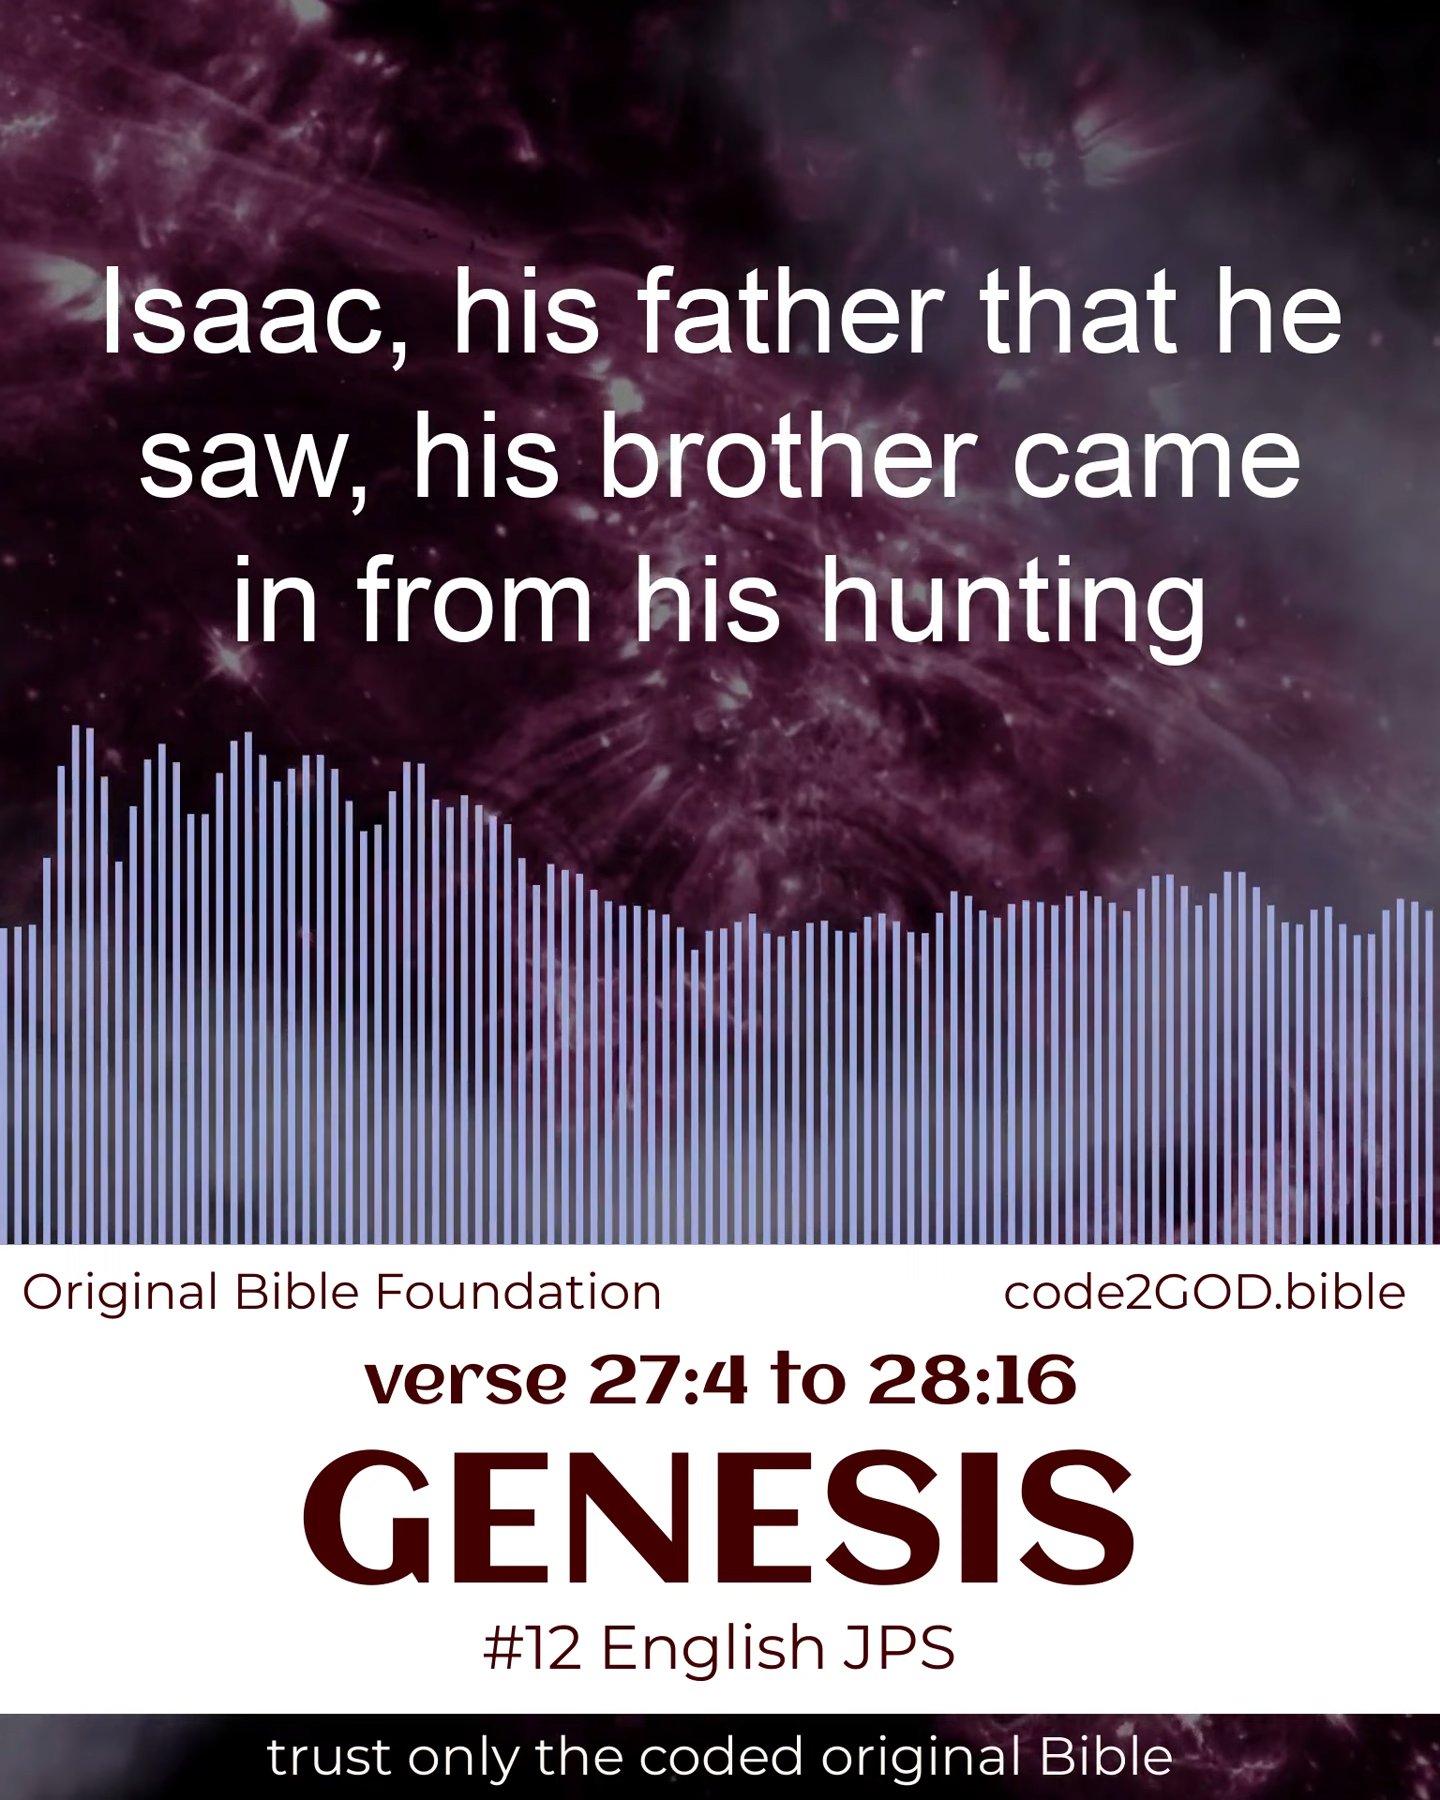 Isaac, his father that he
saw, his brother came
in from his hunting
Original Bible Foundation
code2GOD.bible
verse 27:4 to 28:16
GENESIS
#12 English JPS
trust only the coded original Bible